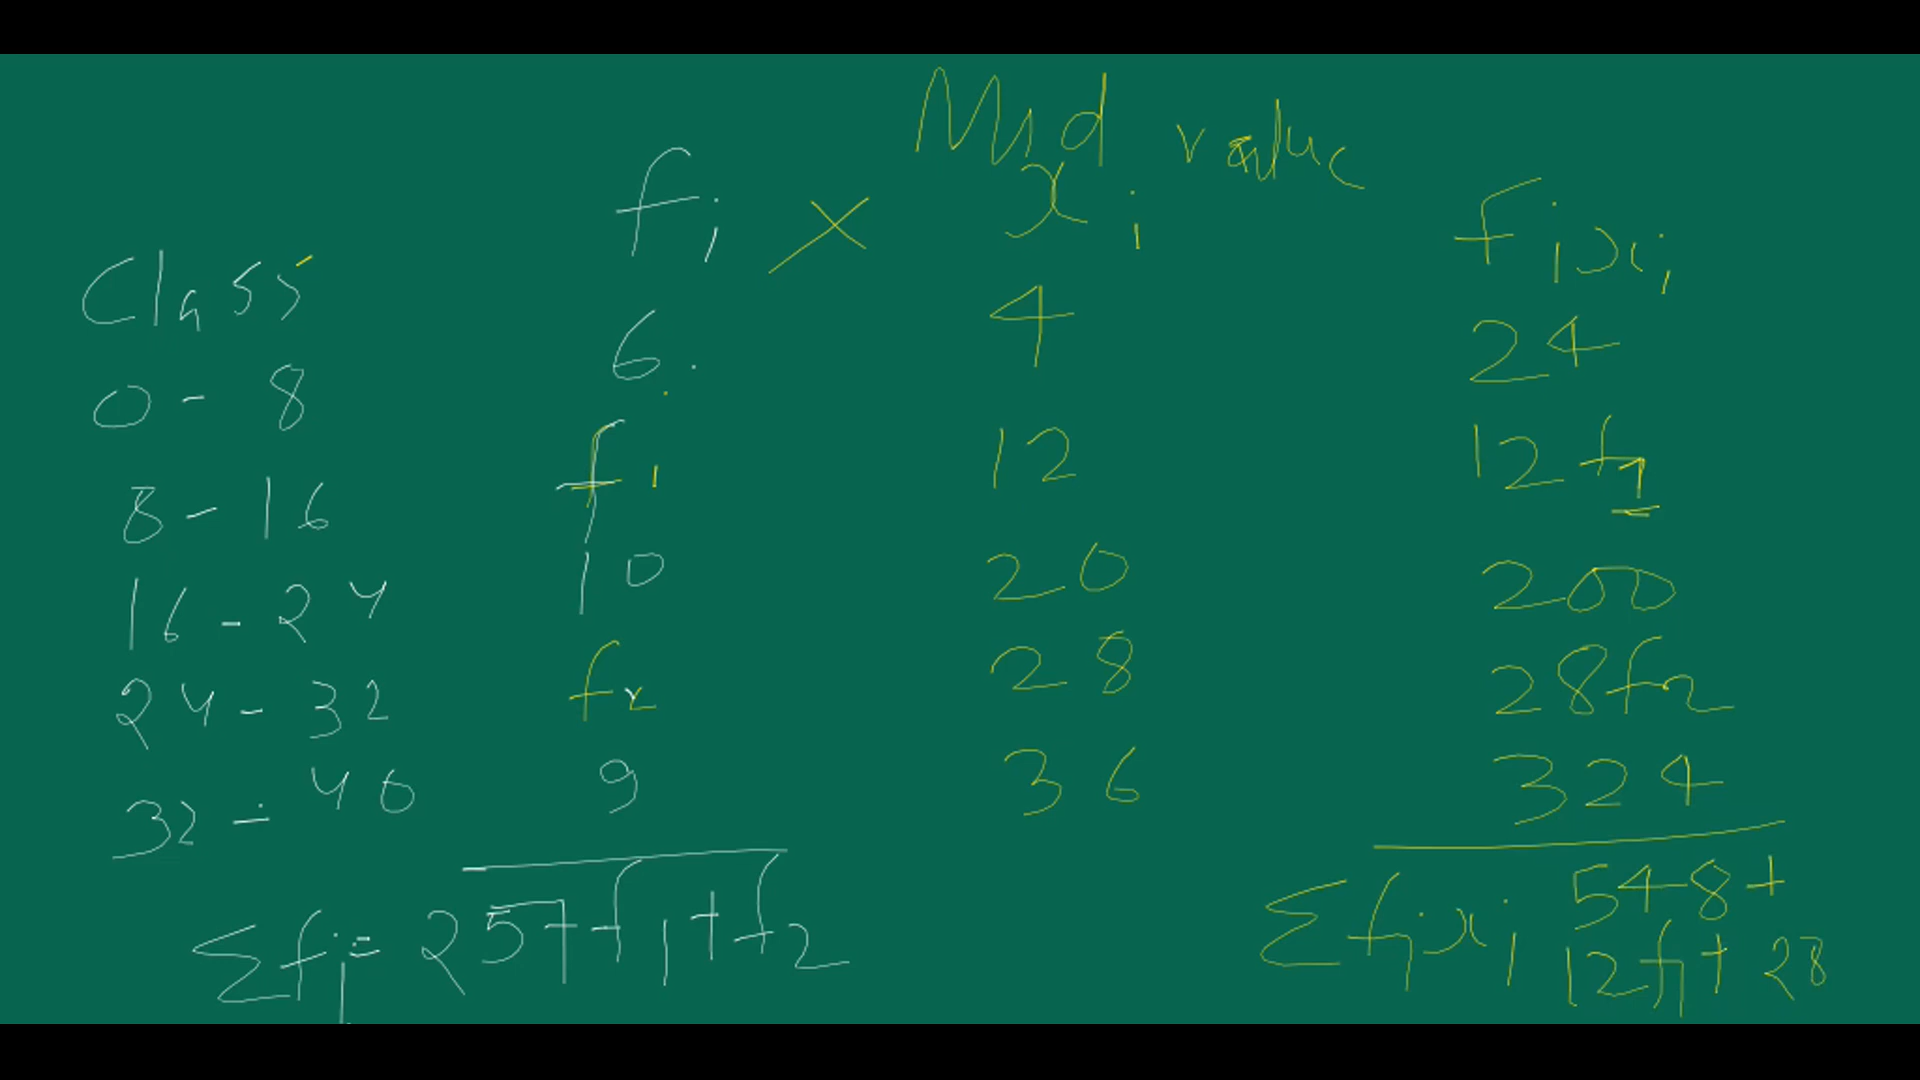 Mid value
fi × xi fixi
Class
6. 4 24
0 - 8
f1 12 12f1
8 - 16
10 20 200
16 - 24
f2 28 28f2
24 - 32
9 36 324
32 - 40
Σfi = 25 + f1 + f2 Σfixi 548 +
12f1 + 28